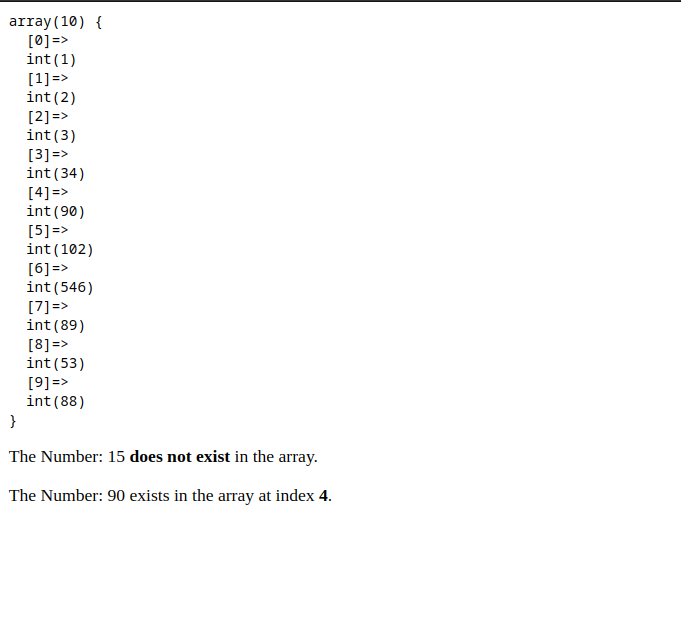 array(10) {
  [0]=>
  int(1)
  [1]=>
  int(2)
  [2]=>
  int(3)
  [3]=>
  int(34)
  [4]=>
  int(90)
  [5]=>
  int(102)
  [6]=>
  int(546)
  [7]=>
  int(89)
  [8]=>
  int(53)
  [9]=>
  int(88)
}
The Number: 15 does not exist in the array.
The Number: 90 exists in the array at index 4.